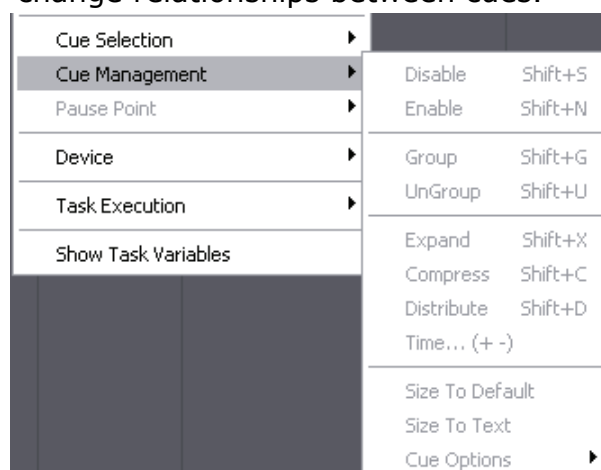 change relationships between cues.
Cue Selection
Cue Management
Pause Point
Device
Task Execution
Show Task Variables
Disable Shift+S
Enable Shift+N
Group Shift+G
UnGroup Shift+U
Expand Shift+X
Compress Shift+C
Distribute Shift+D
Time... (+ -)
Size To Default
Size To Text
Cue Options